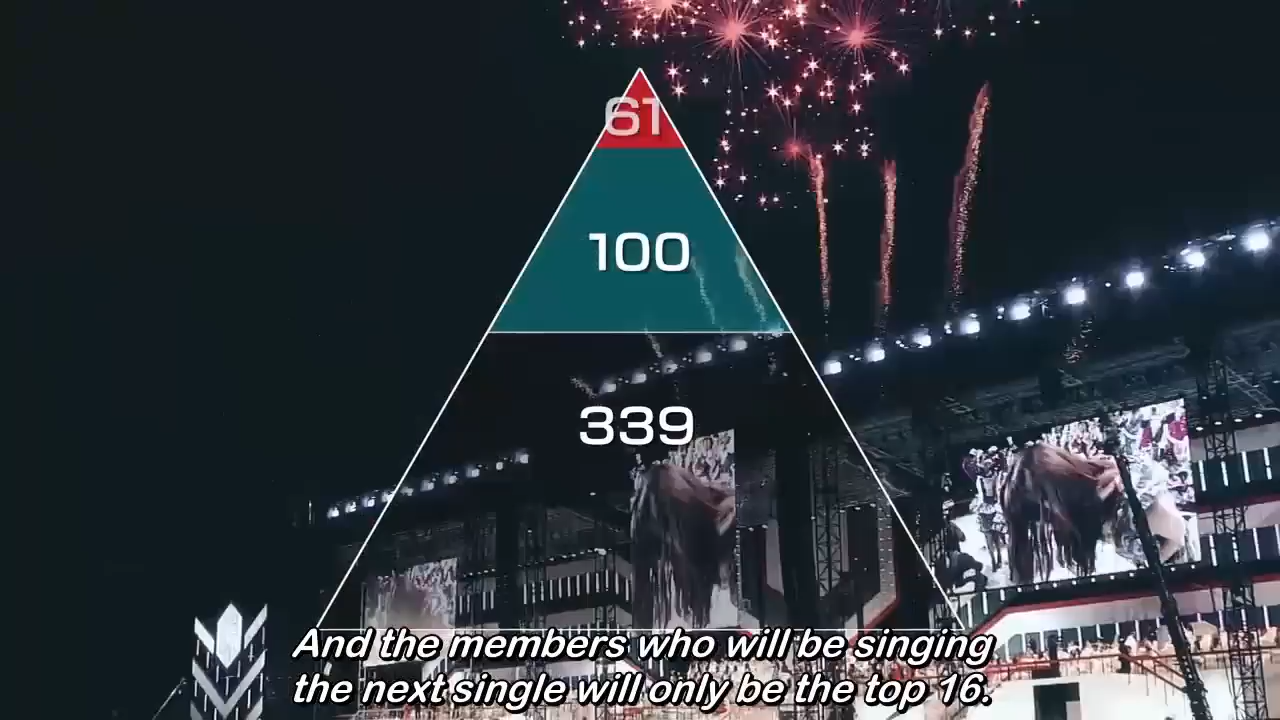 61
100
339
And the members who will be singing
the next single will only be the top 16.